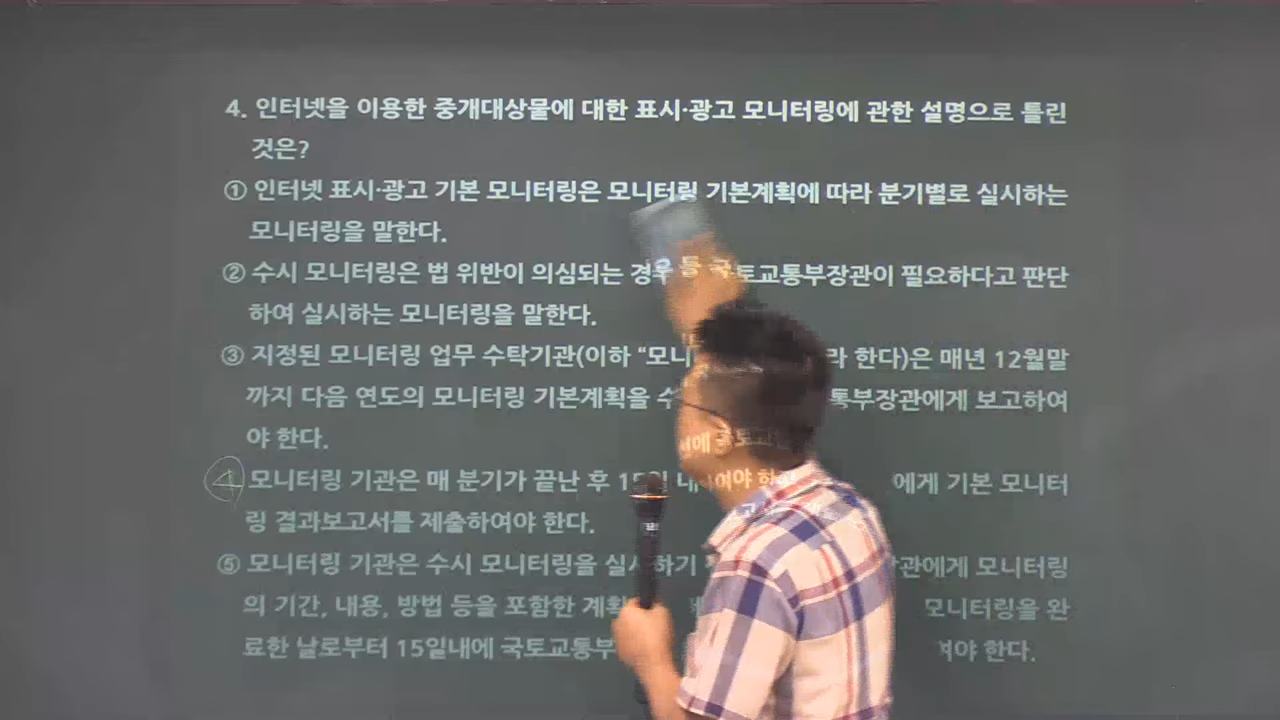 4. 인터넷을 이용한 중개대상물에 대한 표시·광고 모니터링에 관한 설명으로 틀린
것은?
① 인터넷 표시·광고 기본 모니터링은 모니터링 기본계획에 따라 분기별로 실시하는
모니터링을 말한다.
② 수시 모니터링은 법 위반이 의심되는 경우 등 국토교통부장관이 필요하다고 판단
하여 실시하는 모니터링을 말한다.
③ 지정된 모니터링 업무 수탁기관(이하 “모니 라 한다)은 매년 12월말
까지 다음 연도의 모니터링 기본계획을 통부장관에게 보고하여
야 한다.
④ 모니터링 기관은 매 분기가 끝난 후 에게 기본 모니터
링 결과보고서를 제출하여야 한다.
⑤ 모니터링 기관은 수시 모니터링을 실시하기 장관에게 모니터링
의 기간, 내용, 방법 등을 포함한 모니터링을 완
료한 날로부터 15일내에 국토교통부 여야 한다.